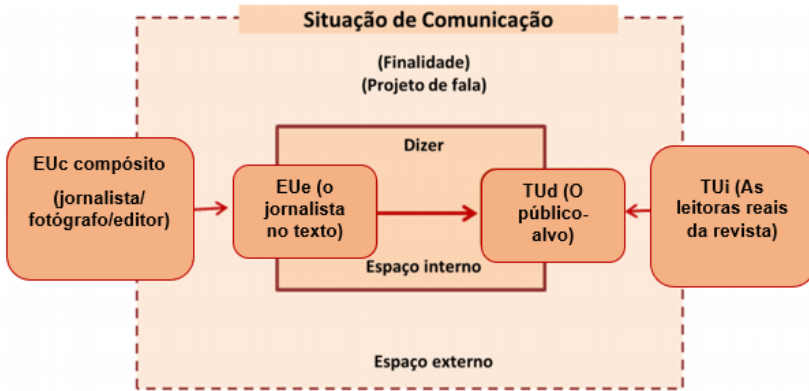 Situação de Comunicação
(Finalidade)
(Projeto de fala)
Dizer
EUc compósito
(jornalista/
fotógrafo/editor)
EUe (o
jornalista
no texto)
TUd (O
público-
alvo)
TUi (As
leitoras reais
da revista)
Espaço interno
Espaço externo